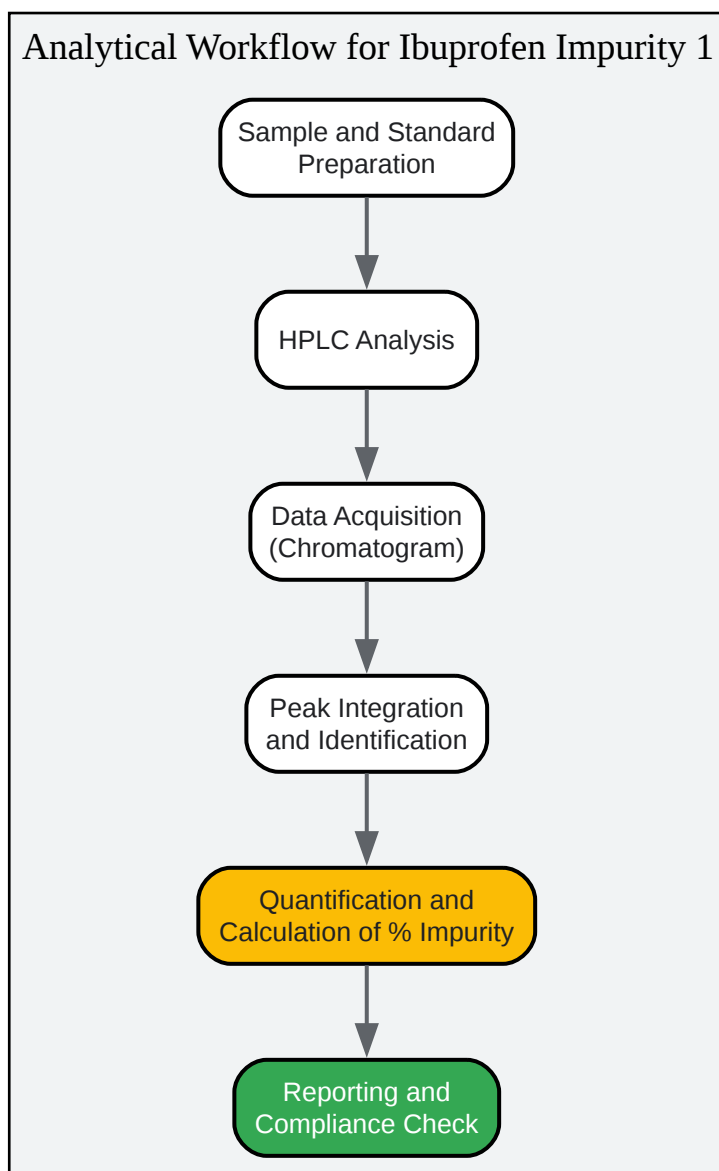 Analytical Workflow for Ibuprofen Impurity 1
Sample and Standard
Preparation
HPLC Analysis
Data Acquisition
(Chromatogram)
Peak Integration
and Identification
Quantification and
Calculation of % Impurity
Reporting and
Compliance Check